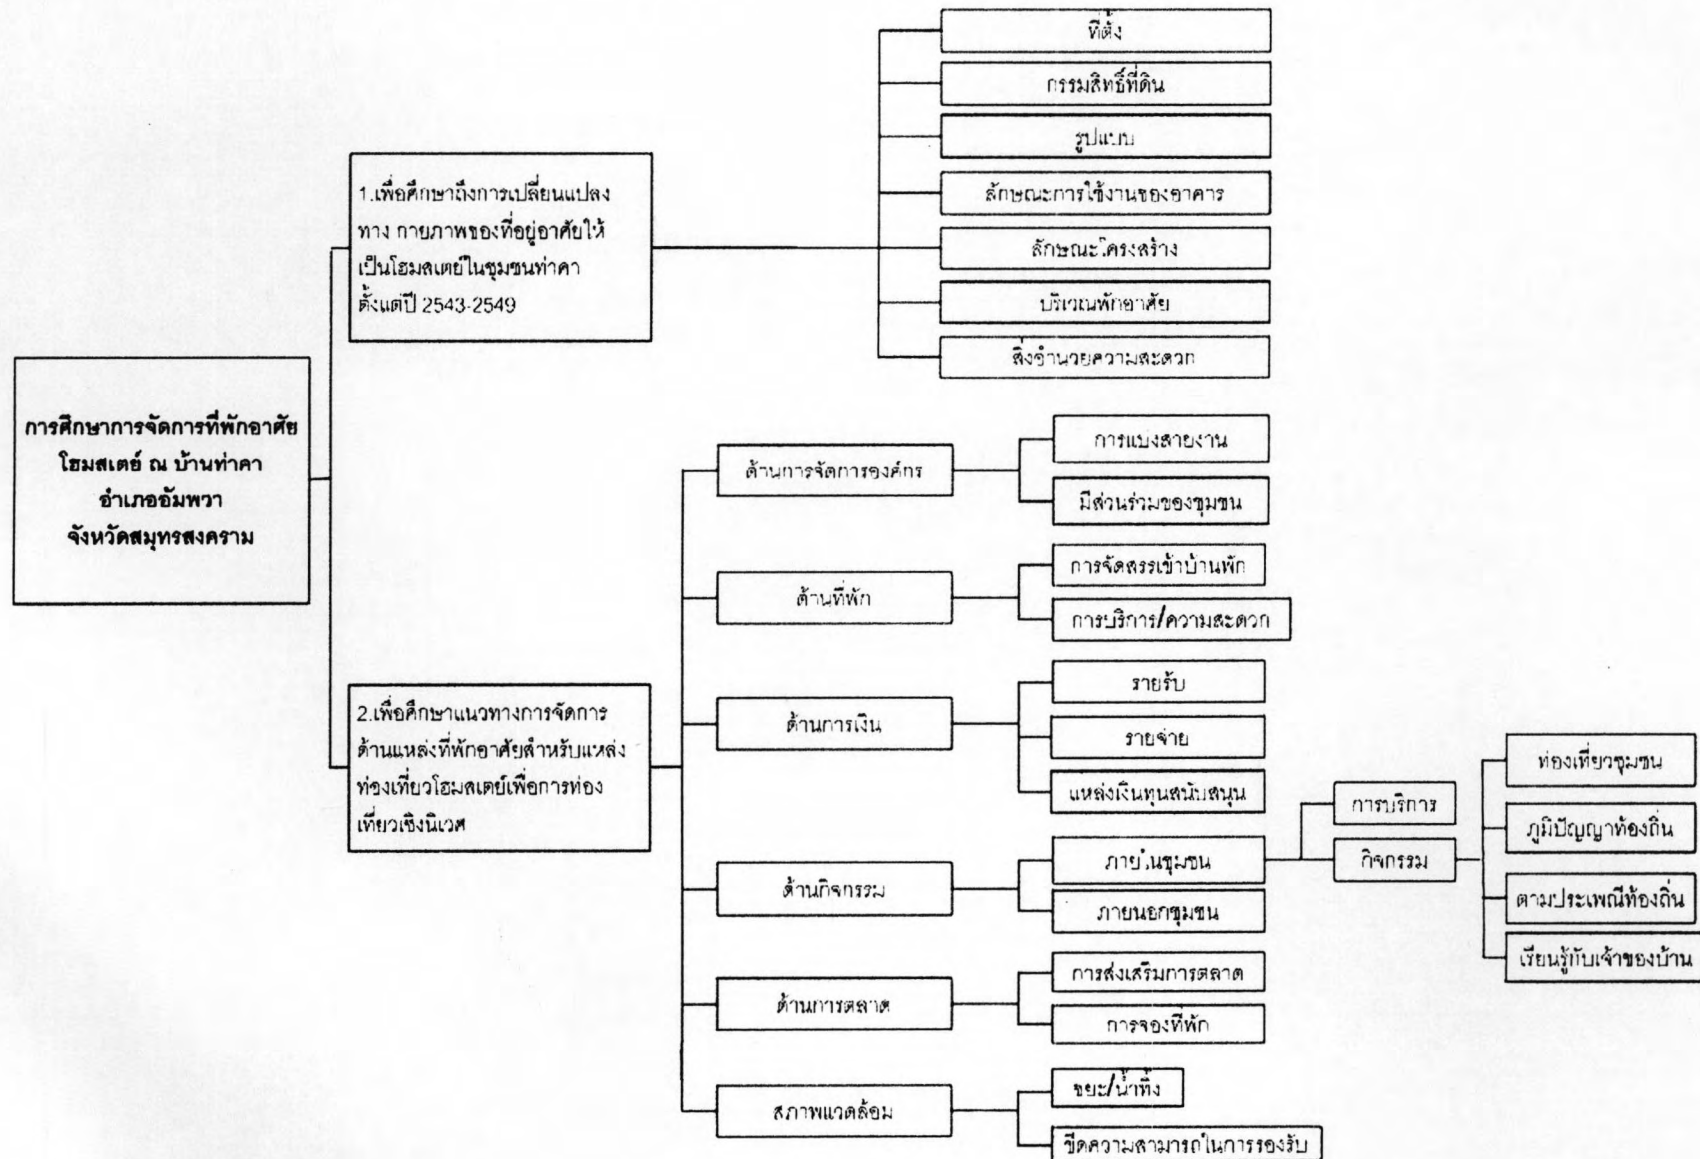 การศึกษาการจัดการที่พักอาศัย
โฮมสเตย์ ณ บ้านท่าคา
อำเภออัมพวา
จังหวัดสมุทรสงคราม
1.เพื่อศึกษาถึงการเปลี่ยนแปลง
ทาง กายภาพของที่อยู่อาศัยให้
เป็นโฮมสเตย์ในชุมชนท่าคา
ตั้งแต่ปี 2543-2549
ที่ตั้ง
กรรมสิทธิ์ที่ดิน
รูปแบบ
ลักษณะการใช้งานของอาคาร
ลักษณะโครงสร้าง
บริเวณพักอาศัย
สิ่งอำนวยความสะดวก
2.เพื่อศึกษาแนวทางการจัดการ
ด้านแหล่งที่พักอาศัยสำหรับแหล่ง
ท่องเที่ยวโฮมสเตย์เพื่อการท่อง
เที่ยวเชิงนิเวศ
ด้านการจัดการองค์กร
การแบ่งสายงาน
มีส่วนร่วมของชุมชน
ด้านที่พัก
การจัดสรรเข้าบ้านพัก
การบริการ/ความสะดวก
ด้านการเงิน
รายรับ
รายจ่าย
แหล่งเงินทุนสนับสนุน
ด้านกิจกรรม
ภายในชุมชน
ภายนอกชุมชน
การบริการ
กิจกรรม
ท่องเที่ยวชุมชน
ภูมิปัญญาท้องถิ่น
ตามประเพณีท้องถิ่น
เรียนรู้กับเจ้าของบ้าน
ด้านการตลาด
การส่งเสริมการตลาด
การจองที่พัก
สภาพแวดล้อม
ขยะ/น้ำทิ้ง
ขีดความสามารถในการรองรับ